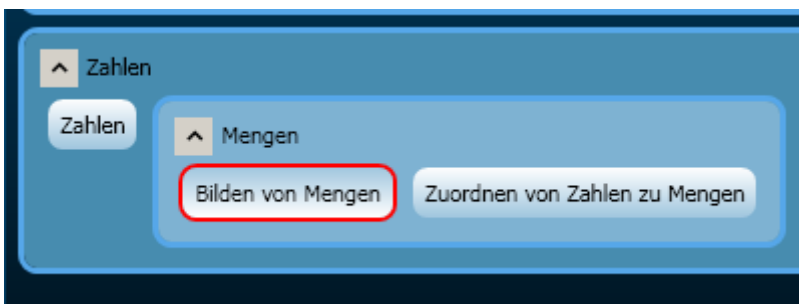 Zahlen
Zahlen
Mengen
Bilden von Mengen
Zuordnen von Zahlen zu Mengen